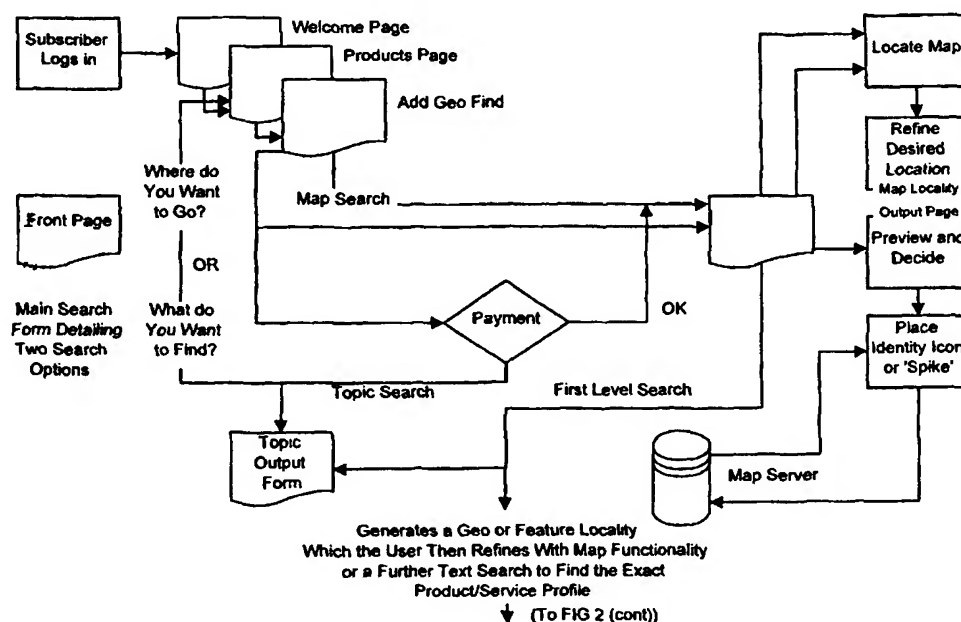 Subscriber
Logs in
Welcome Page
Products Page
Add Geo Find
Locate Map
Refine
Desired
Location
Map Locality
Where do
You Want
to Go?
Map Search
Front Page
Output Page
Preview and
Decide
OR
Main Search
Form Detailing
Two Search
Options
What do
You Want
to Find?
Payment
OK
Place
Identity Icon
or 'Spike'
Topic Search
First Level Search
Topic
Output
Form
Map Server
Generates a Geo or Feature Locality
Which the User Then Refines With Map Functionality
or a Further Text Search to Find the Exact
Product/Service Profile
(To FIG 2 (cont))